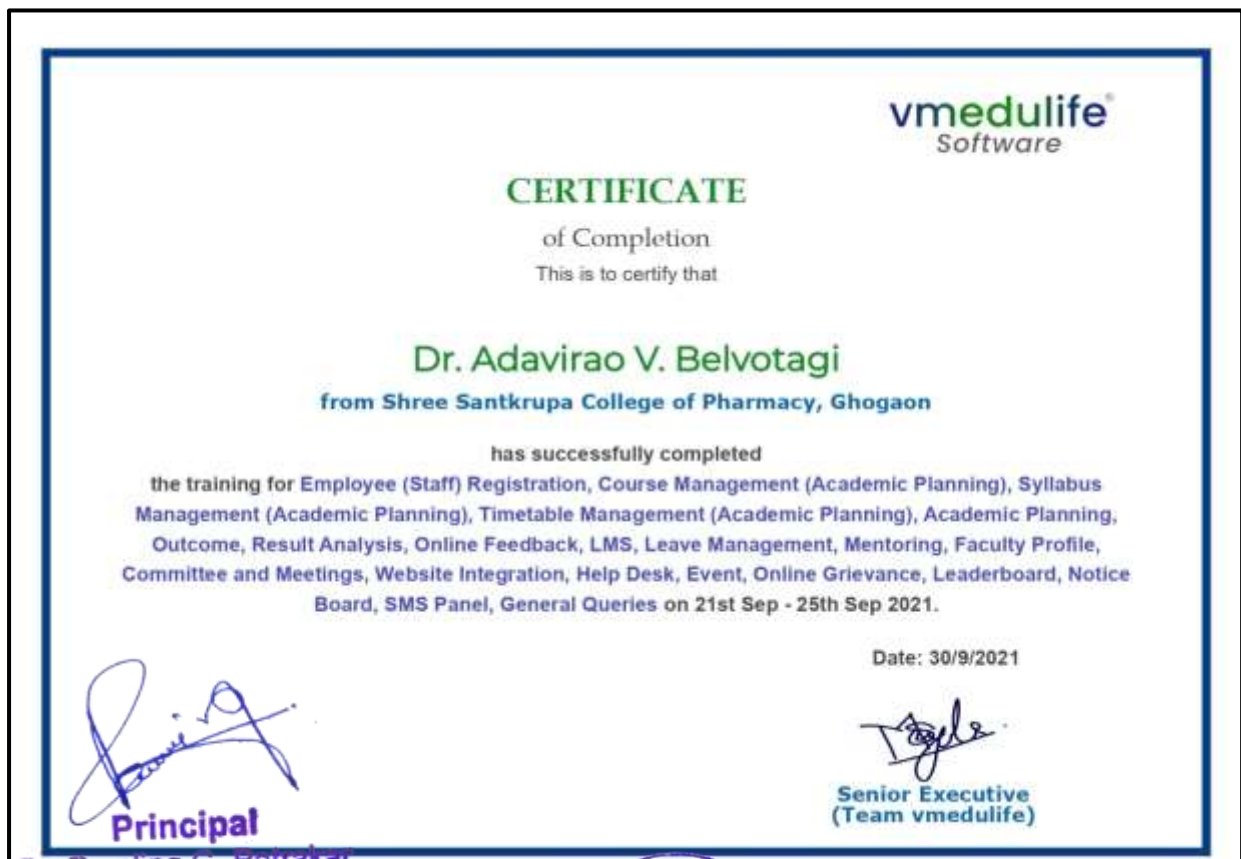 vmedulife®
Software
CERTIFICATE
of Completion
This is to certify that
Dr. Adavirao V. Belvotagi
from Shree Santkrupa College of Pharmacy, Ghogaon
has successfully completed
the training for Employee (Staff) Registration, Course Management (Academic Planning), Syllabus
Management (Academic Planning), Timetable Management (Academic Planning), Academic Planning,
Outcome, Result Analysis, Online Feedback, LMS, Leave Management, Mentoring, Faculty Profile,
Committee and Meetings, Website Integration, Help Desk, Event, Online Grievance, Leaderboard, Notice
Board, SMS Panel, General Queries on 21st Sep - 25th Sep 2021.
Date: 30/9/2021
Principal
Senior Executive
(Team vmedulife)